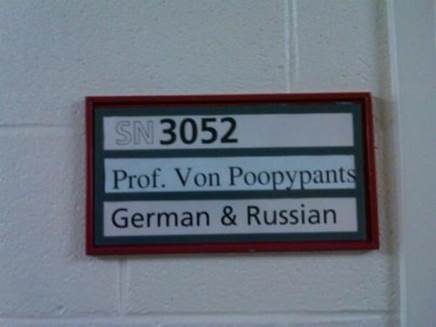 SN3052
Prof. Von Poopypants
German & Russian